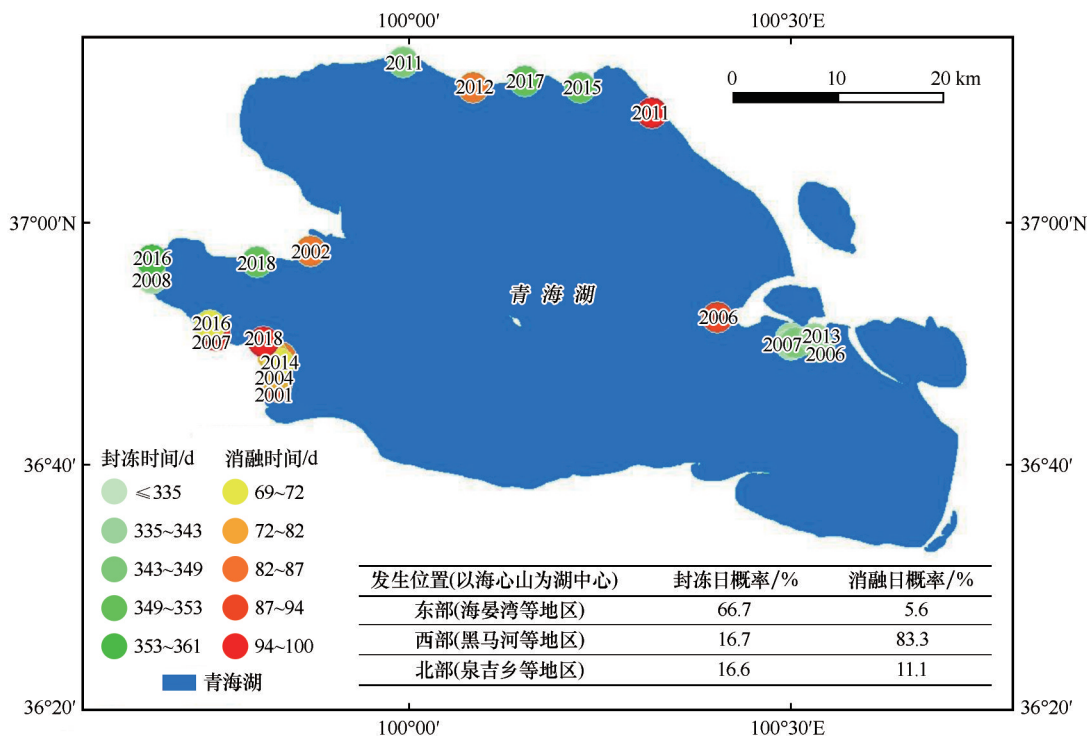 100°00′ 100°30′E
2011
2012 2017 2015
2011
0 10 20 km
37°00′N 37°00′N
2002
2016 2018
2008
青海湖
2016 2006
2007 2018 2007 2013
2014 2006
2004
2001
36°40′ 36°40′
封冻时间/d 消融时间/d
≤335 69~72
335~343 72~82
343~349 82~87
349~353 87~94
353~361 94~100
青海湖
发生位置(以海心山为湖中心) 封冻日概率/% 消融日概率/%
东部(海晏湾等地区) 66.7 5.6
西部(黑马河等地区) 16.7 83.3
北部(泉吉乡等地区) 16.6 11.1
36°20′ 36°20′
100°00′ 100°30′E